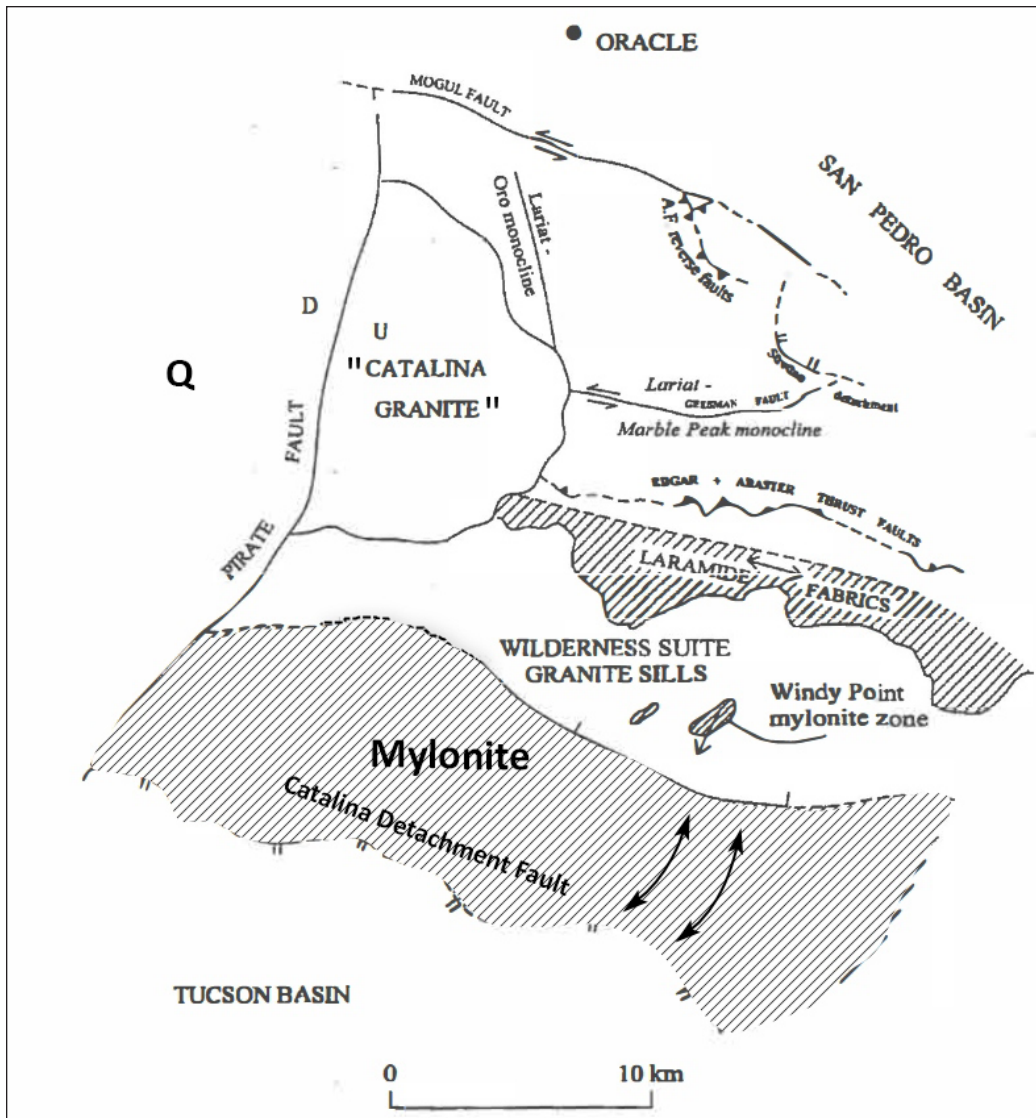 ORACLE
MOGUL FAULT
SAN PEDRO BASIN
Lariat -
Oro monocline
A.F reverse faults
D
U
Q
"CATALINA
GRANITE"
Lariat -
GEESMAN FAULT
Marble Peak monocline
detachment
PIRATE FAULT
EDGAR + ABASTER THRUST FAULTS
LARAMIDE
FABRICS
WILDERNESS SUITE
GRANITE SILLS
Windy Point
mylonite zone
Mylonite
Catalina Detachment Fault
TUCSON BASIN
0 10 km